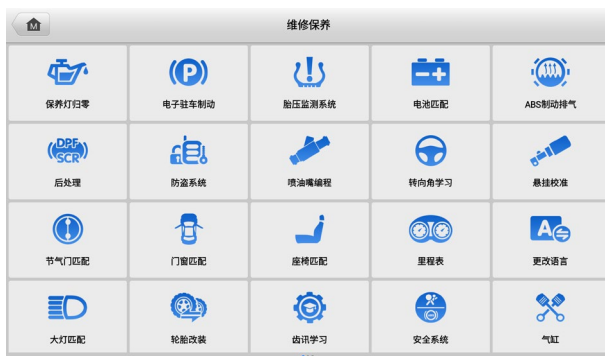 M
维修保养
保养灯归零
电子驻车制动
胎压监测系统
电池匹配
ABS制动排气
DPF
SCR
后处理
防盗系统
喷油嘴编程
转向角学习
悬挂校准
节气门匹配
门窗匹配
座椅匹配
里程表
更改语言
大灯匹配
轮胎改装
齿讯学习
安全系统
气缸